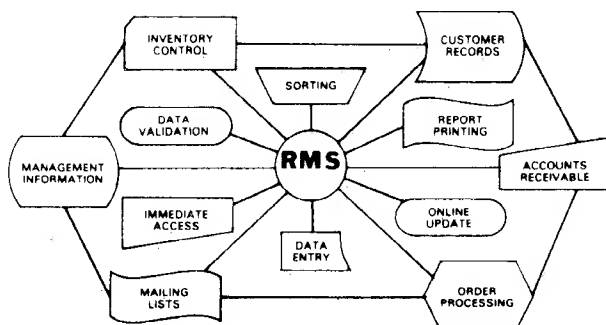 INVENTORY
CONTROL
CUSTOMER
RECORDS
SORTING
DATA
VALIDATION
REPORT
PRINTING
RMS
MANAGEMENT
INFORMATION
ACCOUNTS
RECEIVABLE
IMMEDIATE
ACCESS
ONLINE
UPDATE
DATA
ENTRY
MAILING
LISTS
ORDER
PROCESSING